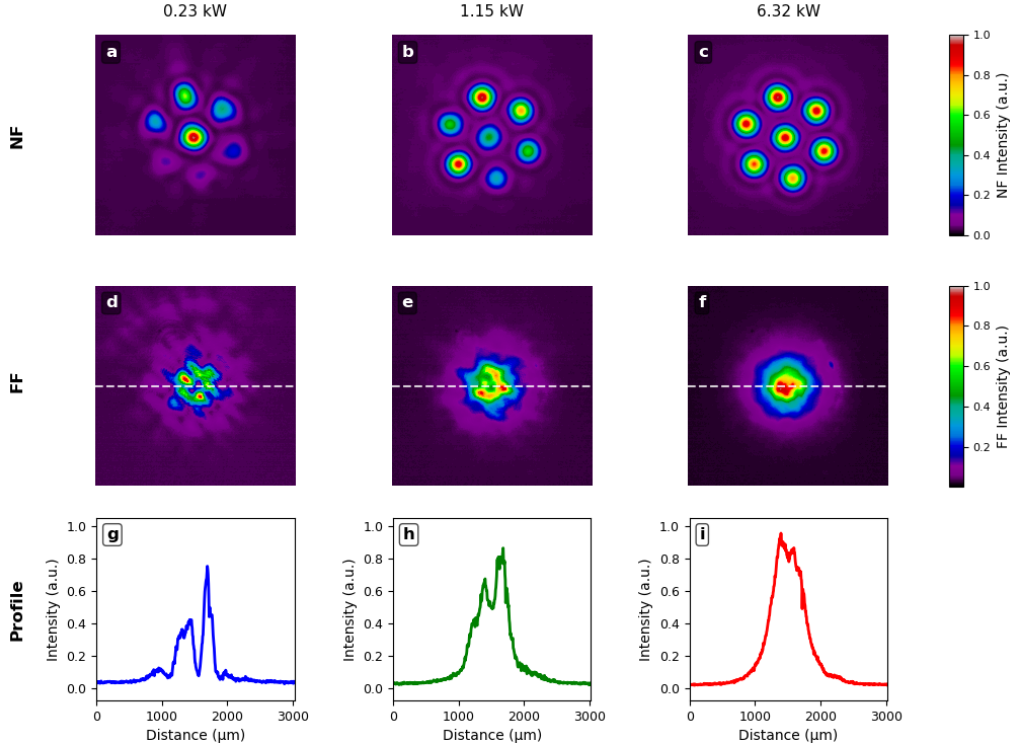 0.23 kW 1.15 kW 6.32 kW
NF
a
b
c
1.0
0.8
0.6
0.4
0.2
0.0
NF Intensity (a.u.)
FF
d
e
f
1.0
0.8
0.6
0.4
0.2
FF Intensity (a.u.)
Profile
g
1.0
0.8
0.6
0.4
0.2
0.0
Intensity (a.u.)
0 1000 2000 3000
Distance (μm)
h
1.0
0.8
0.6
0.4
0.2
0.0
Intensity (a.u.)
0 1000 2000 3000
Distance (μm)
i
1.0
0.8
0.6
0.4
0.2
0.0
Intensity (a.u.)
0 1000 2000 3000
Distance (μm)